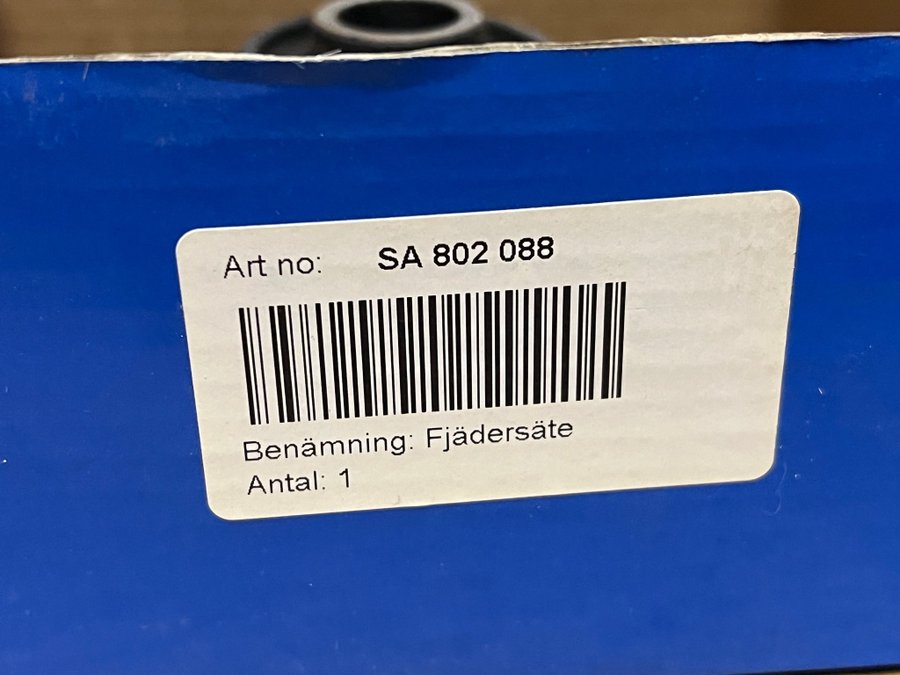 Art no: SA 802 088
Benämning: Fjädersäte
Antal: 1